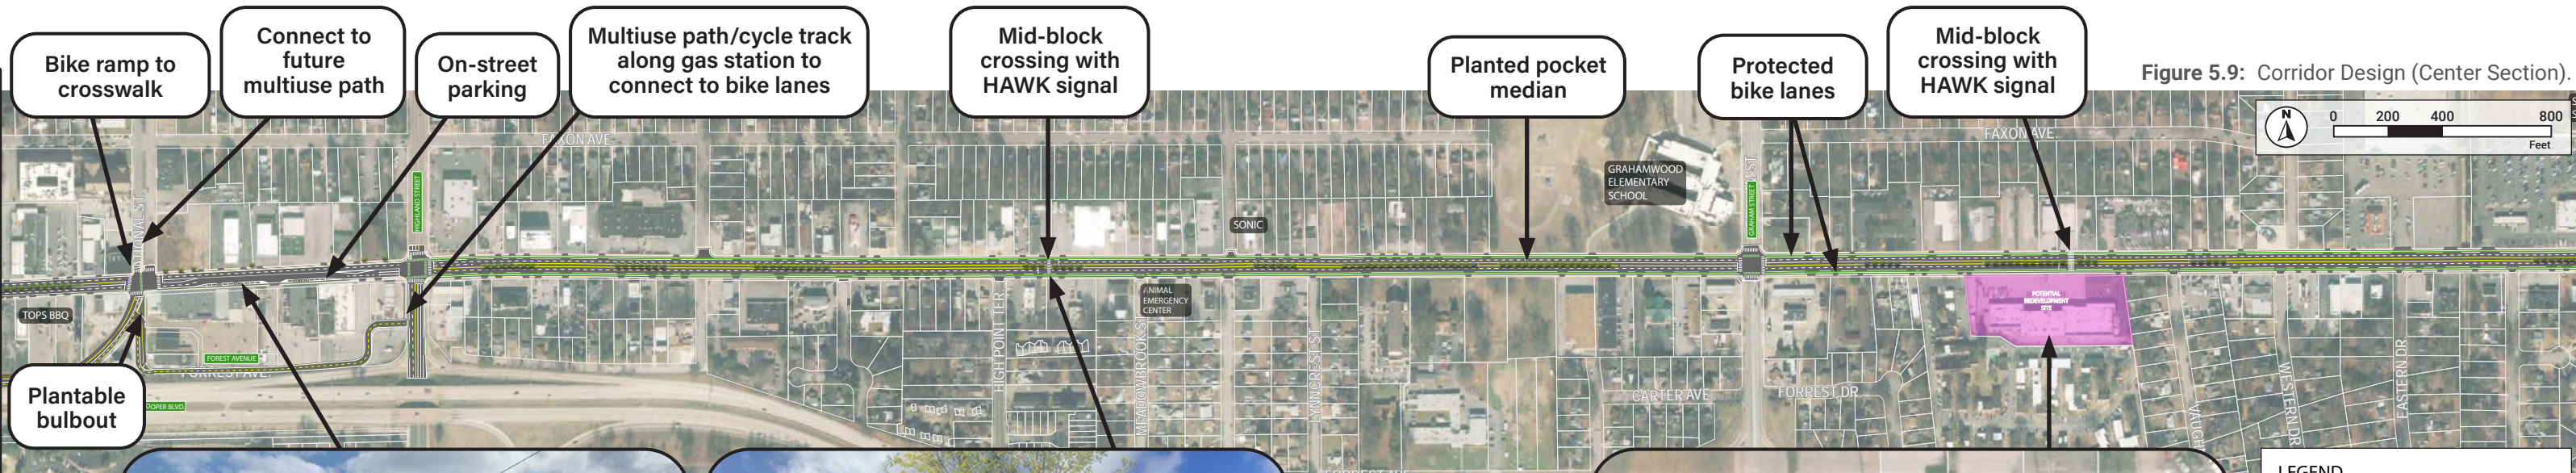 Bike ramp to
crosswalk
Connect to
future
multiuse path
On-street
parking
Multiuse path/cycle track
along gas station to
connect to bike lanes
Mid-block
crossing with
HAWK signal
Planted pocket
median
Protected
bike lanes
Mid-block
crossing with
HAWK signal
Figure 5.9: Corridor Design (Center Section).
N
0 200 400 800
Feet
FAXON AVE.
FAXON AVE.
HIGHLAND STREET
GRAHAMWOOD
ELEMENTARY
SCHOOL
GRAHAM STREET
SONIC
ANIMAL
EMERGENCY
CENTER
TOPS BBQ
POTENTIAL
REDEVELOPMENT
SITE
FOREST AVENUE
FORREST AVE.
HIGH POINT TER.
MEADOWBROOK ST.
LYNCREST ST.
CARTER AVE
FORREST DR.
WESTERN DR.
EASTERN DR.
Plantable
bulbout
LEGEND